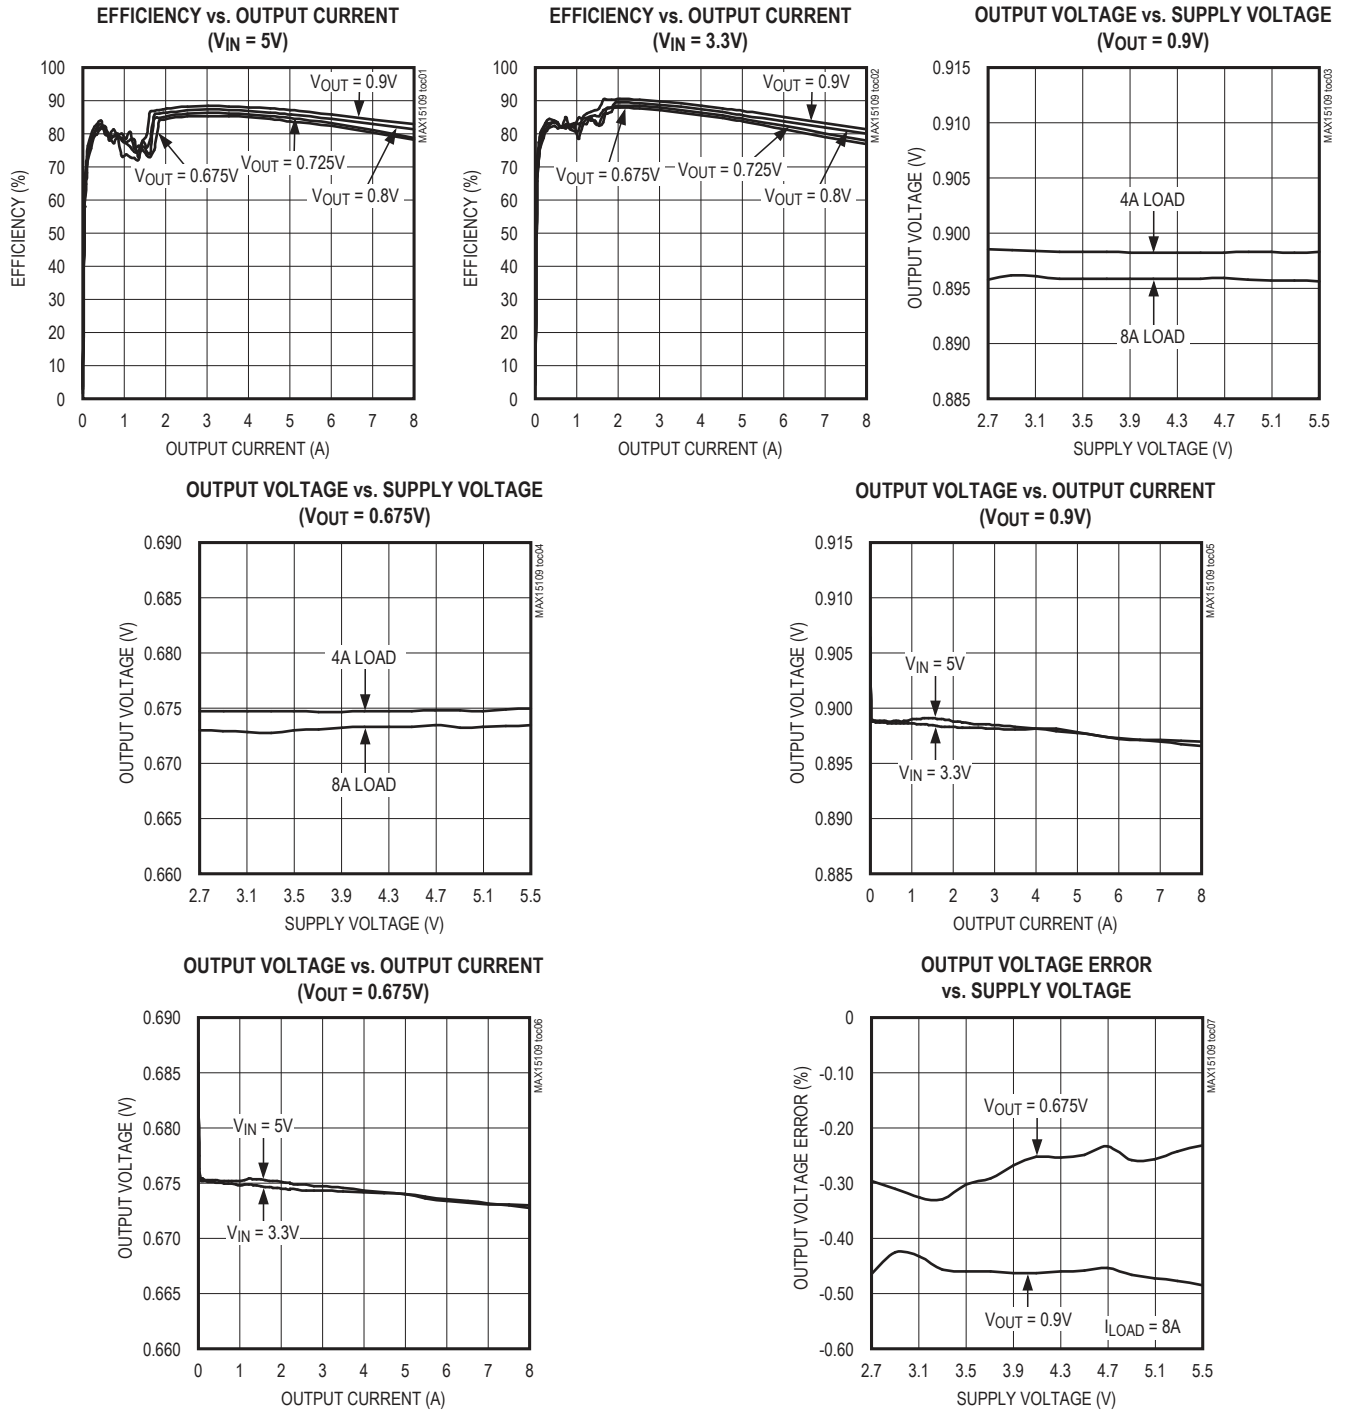 EFFICIENCY vs. OUTPUT CURRENT
(VIN = 5V)
MAX15109 toc01
EFFICIENCY (%)
100
90
80
70
60
50
40
30
20
10
0
VOUT = 0.9V
VOUT = 0.675V
VOUT = 0.725V
VOUT = 0.8V
0 1 2 3 4 5 6 7 8
OUTPUT CURRENT (A)
EFFICIENCY vs. OUTPUT CURRENT
(VIN = 3.3V)
MAX15109 toc02
EFFICIENCY (%)
100
90
80
70
60
50
40
30
20
10
0
VOUT = 0.9V
VOUT = 0.675V
VOUT = 0.725V
VOUT = 0.8V
0 1 2 3 4 5 6 7 8
OUTPUT CURRENT (A)
OUTPUT VOLTAGE vs. SUPPLY VOLTAGE
(VOUT = 0.9V)
MAX15109 toc03
OUTPUT VOLTAGE (V)
0.915
0.910
0.905
0.900
0.895
0.890
0.885
4A LOAD
8A LOAD
2.7 3.1 3.5 3.9 4.3 4.7 5.1 5.5
SUPPLY VOLTAGE (V)
OUTPUT VOLTAGE vs. SUPPLY VOLTAGE
(VOUT = 0.675V)
MAX15109 toc04
OUTPUT VOLTAGE (V)
0.690
0.685
0.680
0.675
0.670
0.665
0.660
4A LOAD
8A LOAD
2.7 3.1 3.5 3.9 4.3 4.7 5.1 5.5
SUPPLY VOLTAGE (V)
OUTPUT VOLTAGE vs. OUTPUT CURRENT
(VOUT = 0.9V)
MAX15109 toc05
OUTPUT VOLTAGE (V)
0.915
0.910
0.905
0.900
0.895
0.890
0.885
VIN = 5V
VIN = 3.3V
0 1 2 3 4 5 6 7 8
OUTPUT CURRENT (A)
OUTPUT VOLTAGE vs. OUTPUT CURRENT
(VOUT = 0.675V)
MAX15109 toc06
OUTPUT VOLTAGE (V)
0.690
0.685
0.680
0.675
0.670
0.665
0.660
VIN = 5V
VIN = 3.3V
0 1 2 3 4 5 6 7 8
OUTPUT CURRENT (A)
OUTPUT VOLTAGE ERROR
vs. SUPPLY VOLTAGE
MAX15109 toc07
OUTPUT VOLTAGE ERROR (%)
0
-0.10
-0.20
-0.30
-0.40
-0.50
-0.60
VOUT = 0.675V
VOUT = 0.9V
ILOAD = 8A
2.7 3.1 3.5 3.9 4.3 4.7 5.1 5.5
SUPPLY VOLTAGE (V)